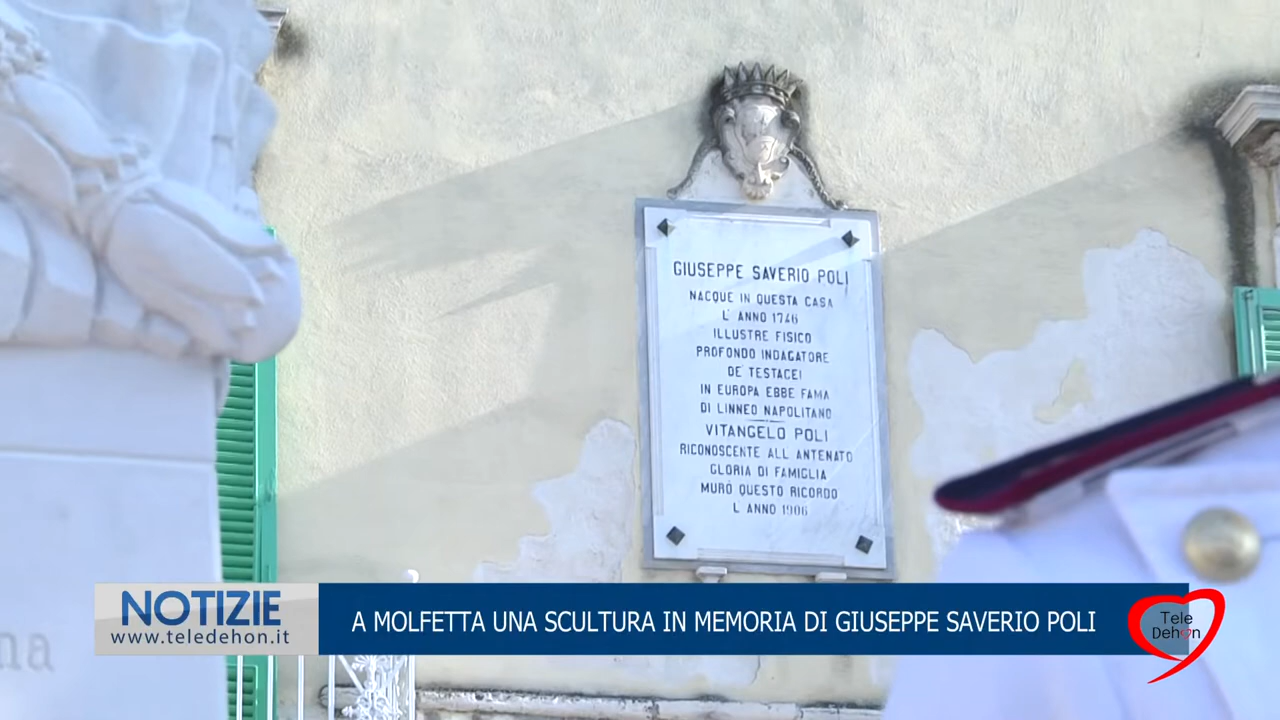 GIUSEPPE SAVERIO POLI
NACQUE IN QUESTA CASA
L' ANNO 1746
ILLUSTRE FISICO
PROFONDO INDAGATORE
DE' TESTACEI
IN EUROPA EBBE FAMA
DI LINNEO NAPOLITANO
VITANGELO POLI
RICONOSCENTE ALL ANTENATO
GLORIA DI FAMIGLIA
MURÓ QUESTO RICORDO
L ANNO 1906
na
NOTIZIE
www.teledehon.it
A MOLFETTA UNA SCULTURA IN MEMORIA DI GIUSEPPE SAVERIO POLI
Tele
Dehon